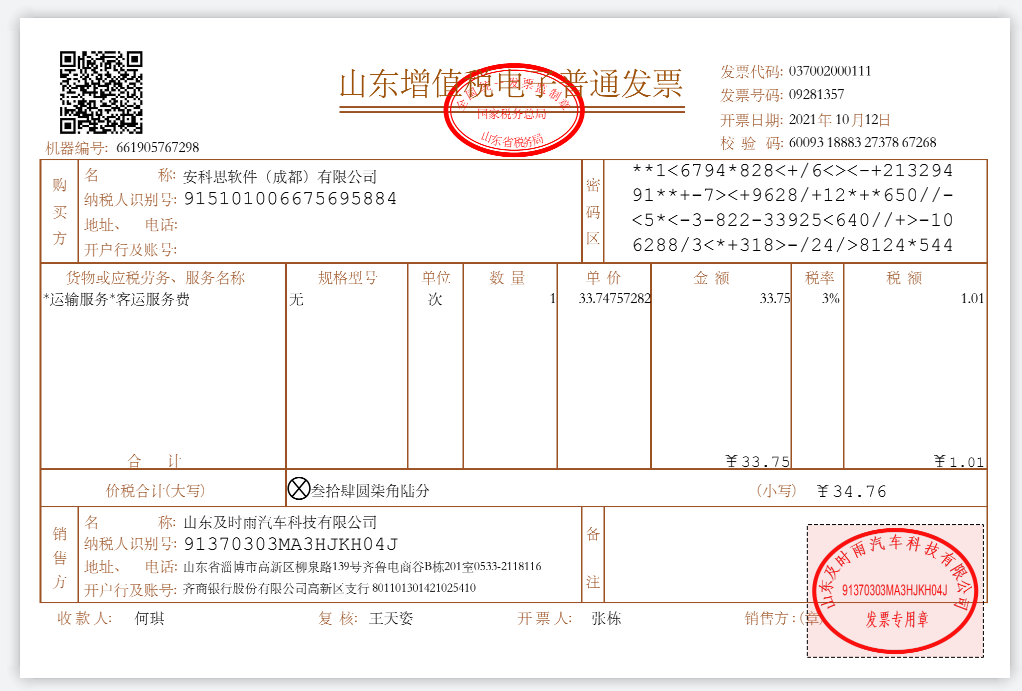 山东增值税电子普通发票
全国统一发票监制章
国家税务总局
山东省税务局
发票代码: 037002000111
发票号码: 09281357
开票日期: 2021年10月12日
校 验 码: 60093 18883 27378 67268
机器编号: 661905767298
购买方
名 称: 安科思软件（成都）有限公司
纳税人识别号: 915101006675695884
地址、 电话:
开户行及账号:
密码区
**1<6794*828<+/6<><-+213294
91**+-7><+9628/+12*+*650//-
<5*<-3-822-33925<640//+>-10
6288/3<*+318>-/24/>8124*544
货物或应税劳务、服务名称 规格型号 单位 数 量 单 价 金 额 税率 税 额
*运输服务*客运服务费 无 次 1 33.74757282 33.75 3% 1.01
合 计 ￥33.75 ￥1.01
价税合计(大写) 叁拾肆圆柒角陆分 (小写) ￥34.76
销售方
名 称: 山东及时雨汽车科技有限公司
纳税人识别号: 91370303MA3HJKH04J
地址、 电话: 山东省淄博市高新区柳泉路139号齐鲁电商谷B栋201室0533-2118116
开户行及账号: 齐商银行股份有限公司高新区支行 801101301421025410
备注
收 款 人: 何琪 复 核: 王天姿 开 票 人: 张栋 销售方:(章)
山东及时雨汽车科技有限公司
91370303MA3HJKH04J
发票专用章